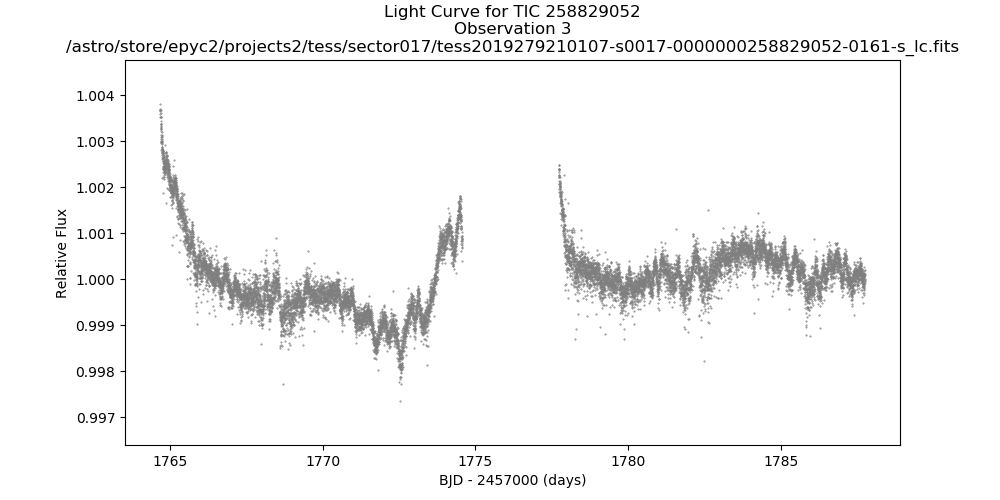 Light Curve for TIC 258829052
Observation 3
/astro/store/epyc2/projects2/tess/sector017/tess2019279210107-s0017-0000000258829052-0161-s_lc.fits
1.004
1.003
1.002
1.001
1.000
0.999
0.998
0.997
Relative Flux
1765
1770
1775
1780
1785
BJD - 2457000 (days)